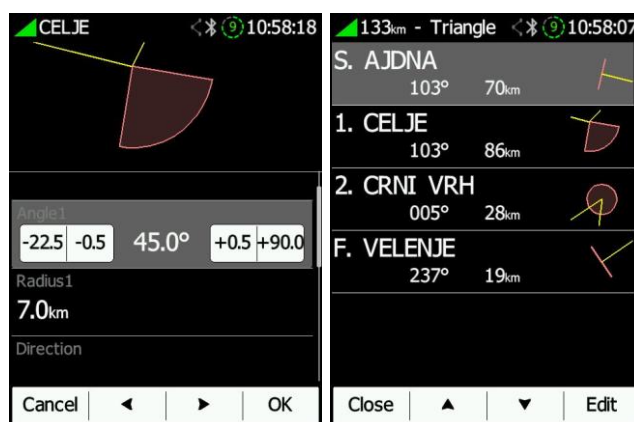 CELJE 9 10:58:18
Angle1
-22.5 -0.5 45.0° +0.5 +90.0
Radius1
7.0km
Direction
Cancel OK
133km - Triangle 9 10:58:07
S. AJDNA
103° 70km
1. CELJE
103° 86km
2. CRNI VRH
005° 28km
F. VELENJE
237° 19km
Close Edit